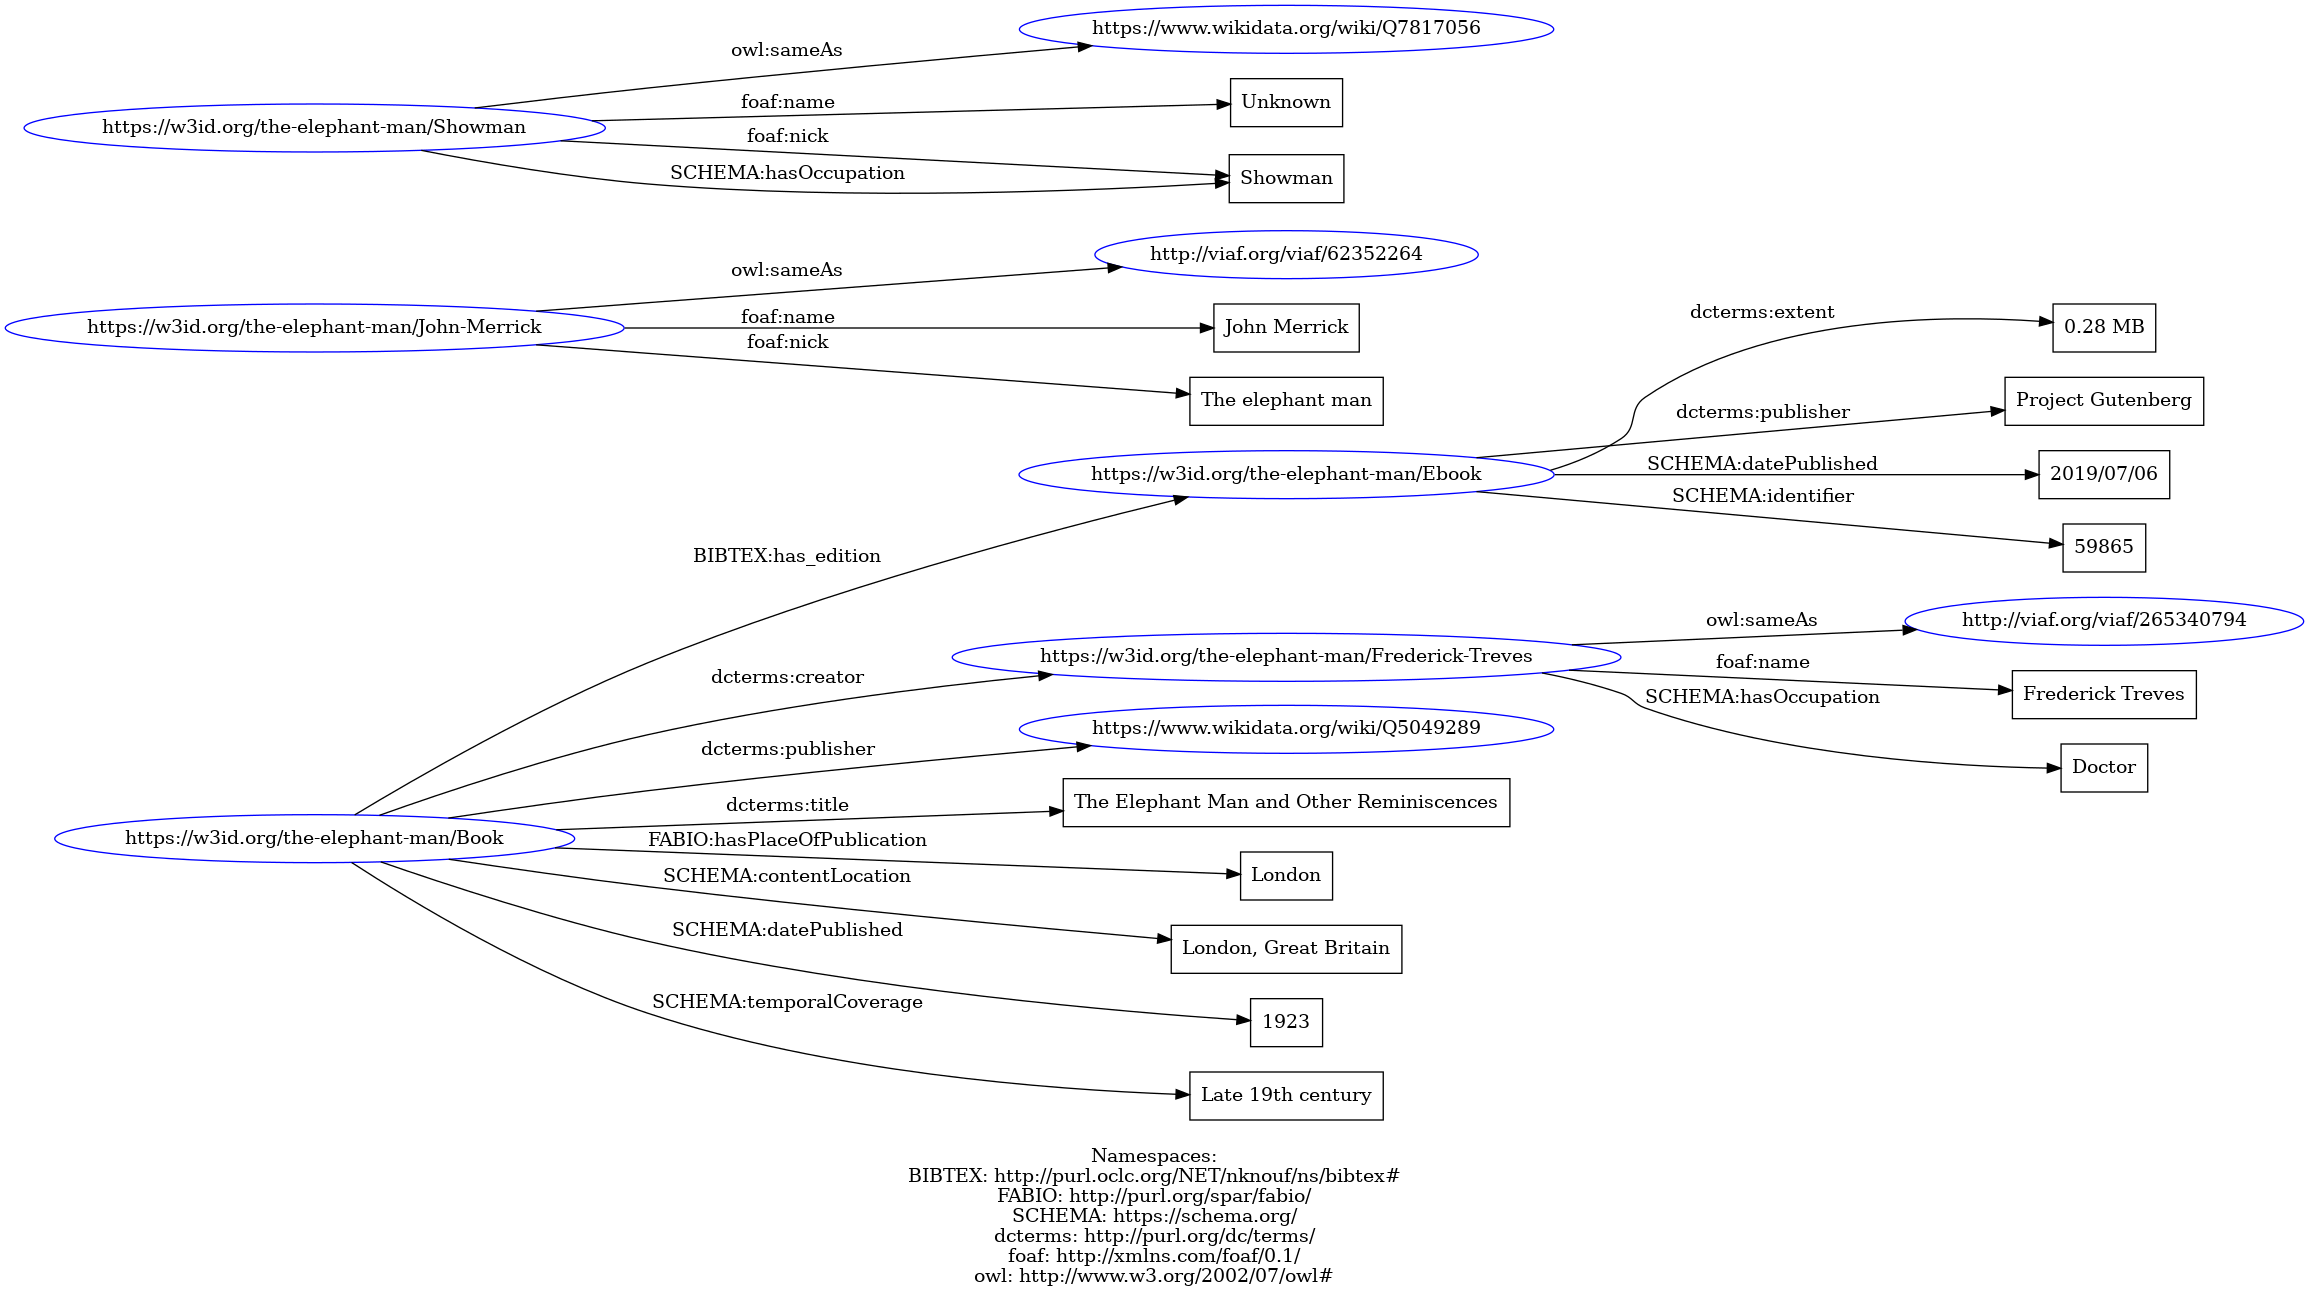 https://www.wikidata.org/wiki/Q7817056
owl:sameAs
foaf:name
Unknown
https://w3id.org/the-elephant-man/Showman
foaf:nick
SCHEMA:hasOccupation
Showman
http://viaf.org/viaf/62352264
owl:sameAs
foaf:name
https://w3id.org/the-elephant-man/John-Merrick
John Merrick
foaf:nick
The elephant man
dcterms:extent
0.28 MB
dcterms:publisher
Project Gutenberg
https://w3id.org/the-elephant-man/Ebook
SCHEMA:datePublished
2019/07/06
SCHEMA:identifier
59865
BIBTEX:has_edition
owl:sameAs
http://viaf.org/viaf/265340794
https://w3id.org/the-elephant-man/Frederick-Treves
foaf:name
Frederick Treves
SCHEMA:hasOccupation
Doctor
dcterms:creator
https://www.wikidata.org/wiki/Q5049289
dcterms:publisher
dcterms:title
The Elephant Man and Other Reminiscences
https://w3id.org/the-elephant-man/Book
FABIO:hasPlaceOfPublication
London
SCHEMA:contentLocation
London, Great Britain
SCHEMA:datePublished
1923
SCHEMA:temporalCoverage
Late 19th century
Namespaces:
BIBTEX: http://purl.oclc.org/NET/nknouf/ns/bibtex#
FABIO: http://purl.org/spar/fabio/
SCHEMA: https://schema.org/
dcterms: http://purl.org/dc/terms/
foaf: http://xmlns.com/foaf/0.1/
owl: http://www.w3.org/2002/07/owl#